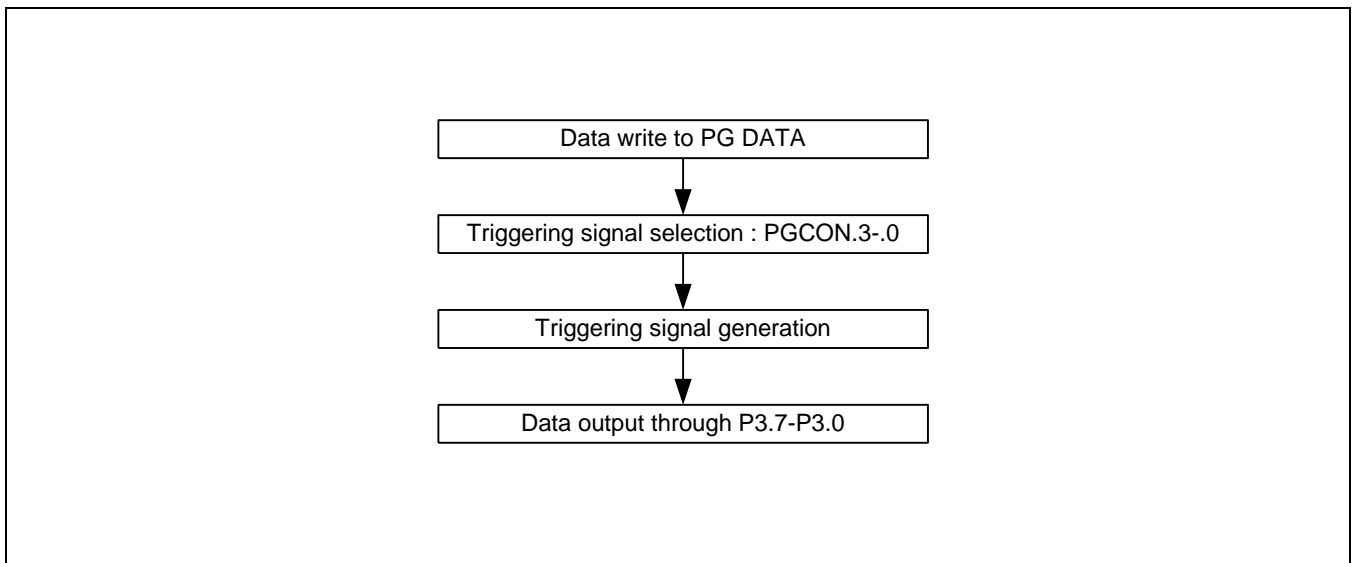 Data write to PG DATA
Triggering signal selection : PGCON.3-.0
Triggering signal generation
Data output through P3.7-P3.0